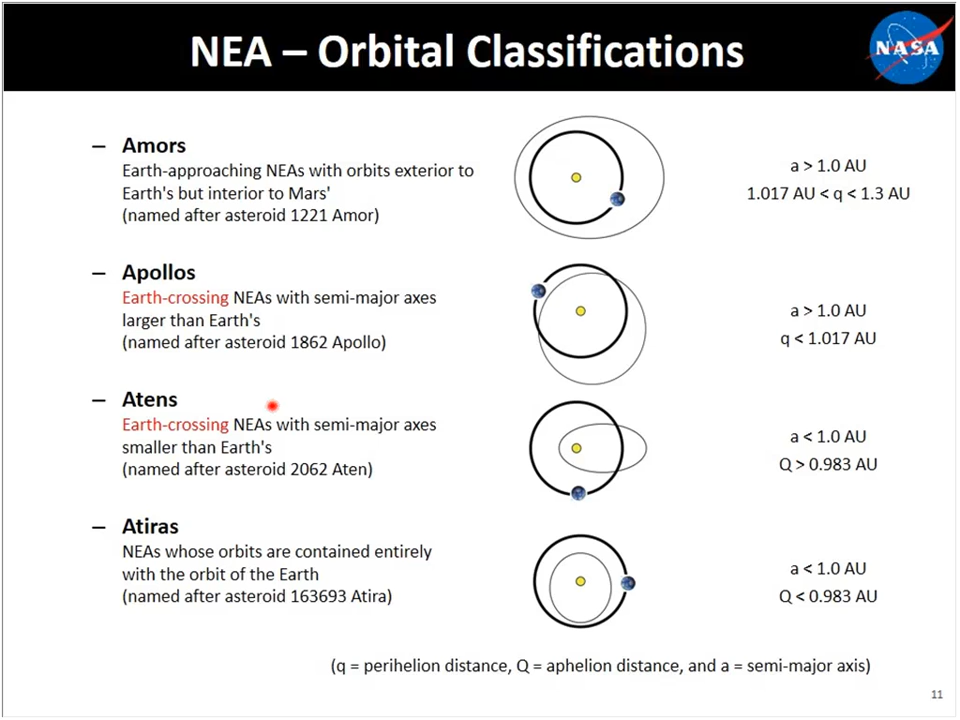 NEA – Orbital Classifications
NASA
– Amors
Earth-approaching NEAs with orbits exterior to
Earth's but interior to Mars'
(named after asteroid 1221 Amor)
a > 1.0 AU
1.017 AU < q < 1.3 AU
– Apollos
Earth-crossing NEAs with semi-major axes
larger than Earth's
(named after asteroid 1862 Apollo)
a > 1.0 AU
q < 1.017 AU
– Atens
Earth-crossing NEAs with semi-major axes
smaller than Earth's
(named after asteroid 2062 Aten)
a < 1.0 AU
Q > 0.983 AU
– Atiras
NEAs whose orbits are contained entirely
with the orbit of the Earth
(named after asteroid 163693 Atira)
a < 1.0 AU
Q < 0.983 AU
(q = perihelion distance, Q = aphelion distance, and a = semi-major axis)
11